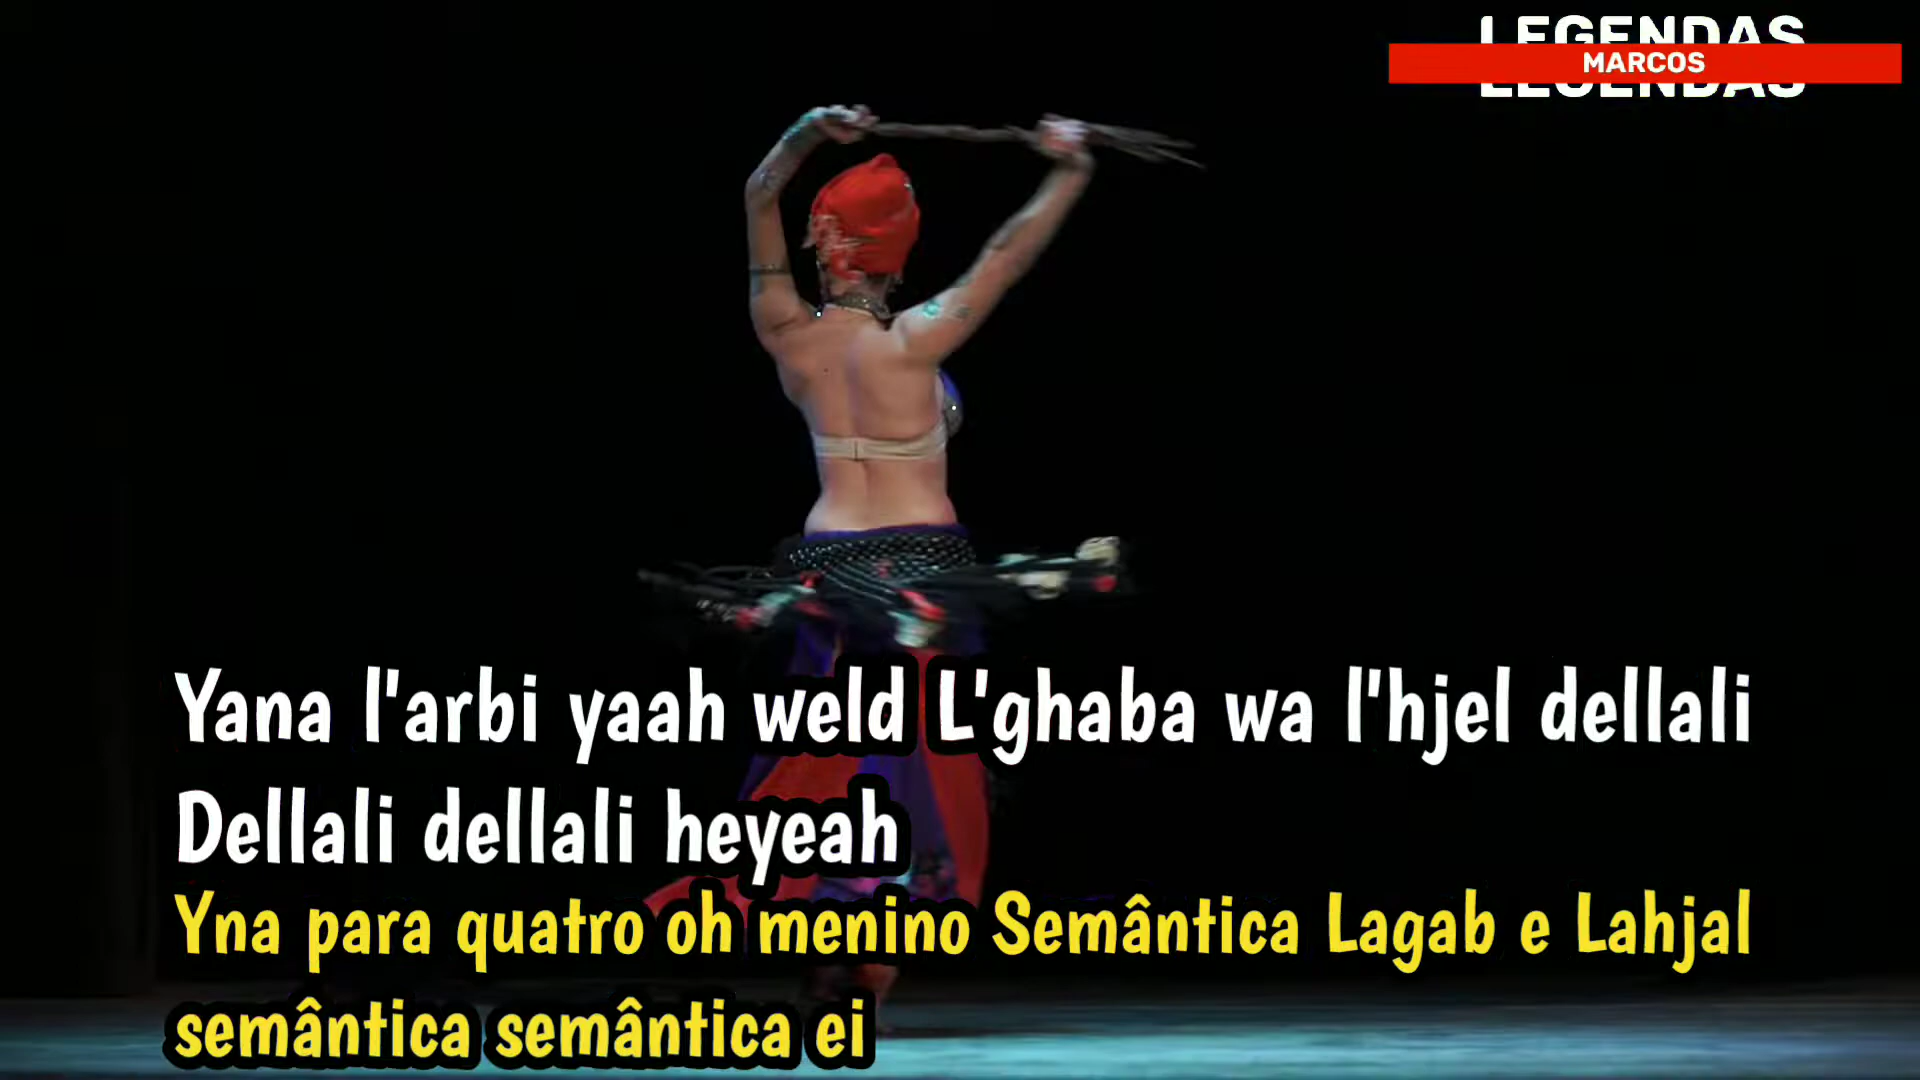 LEGENDAS
MARCOS
LEGENDAS
Yana l'arbi yaah weld L'ghaba wa l'hjel dellali
Dellali dellali heyeah
Yna para quatro oh menino Semântica Lagab e Lahjal
semântica semântica ei